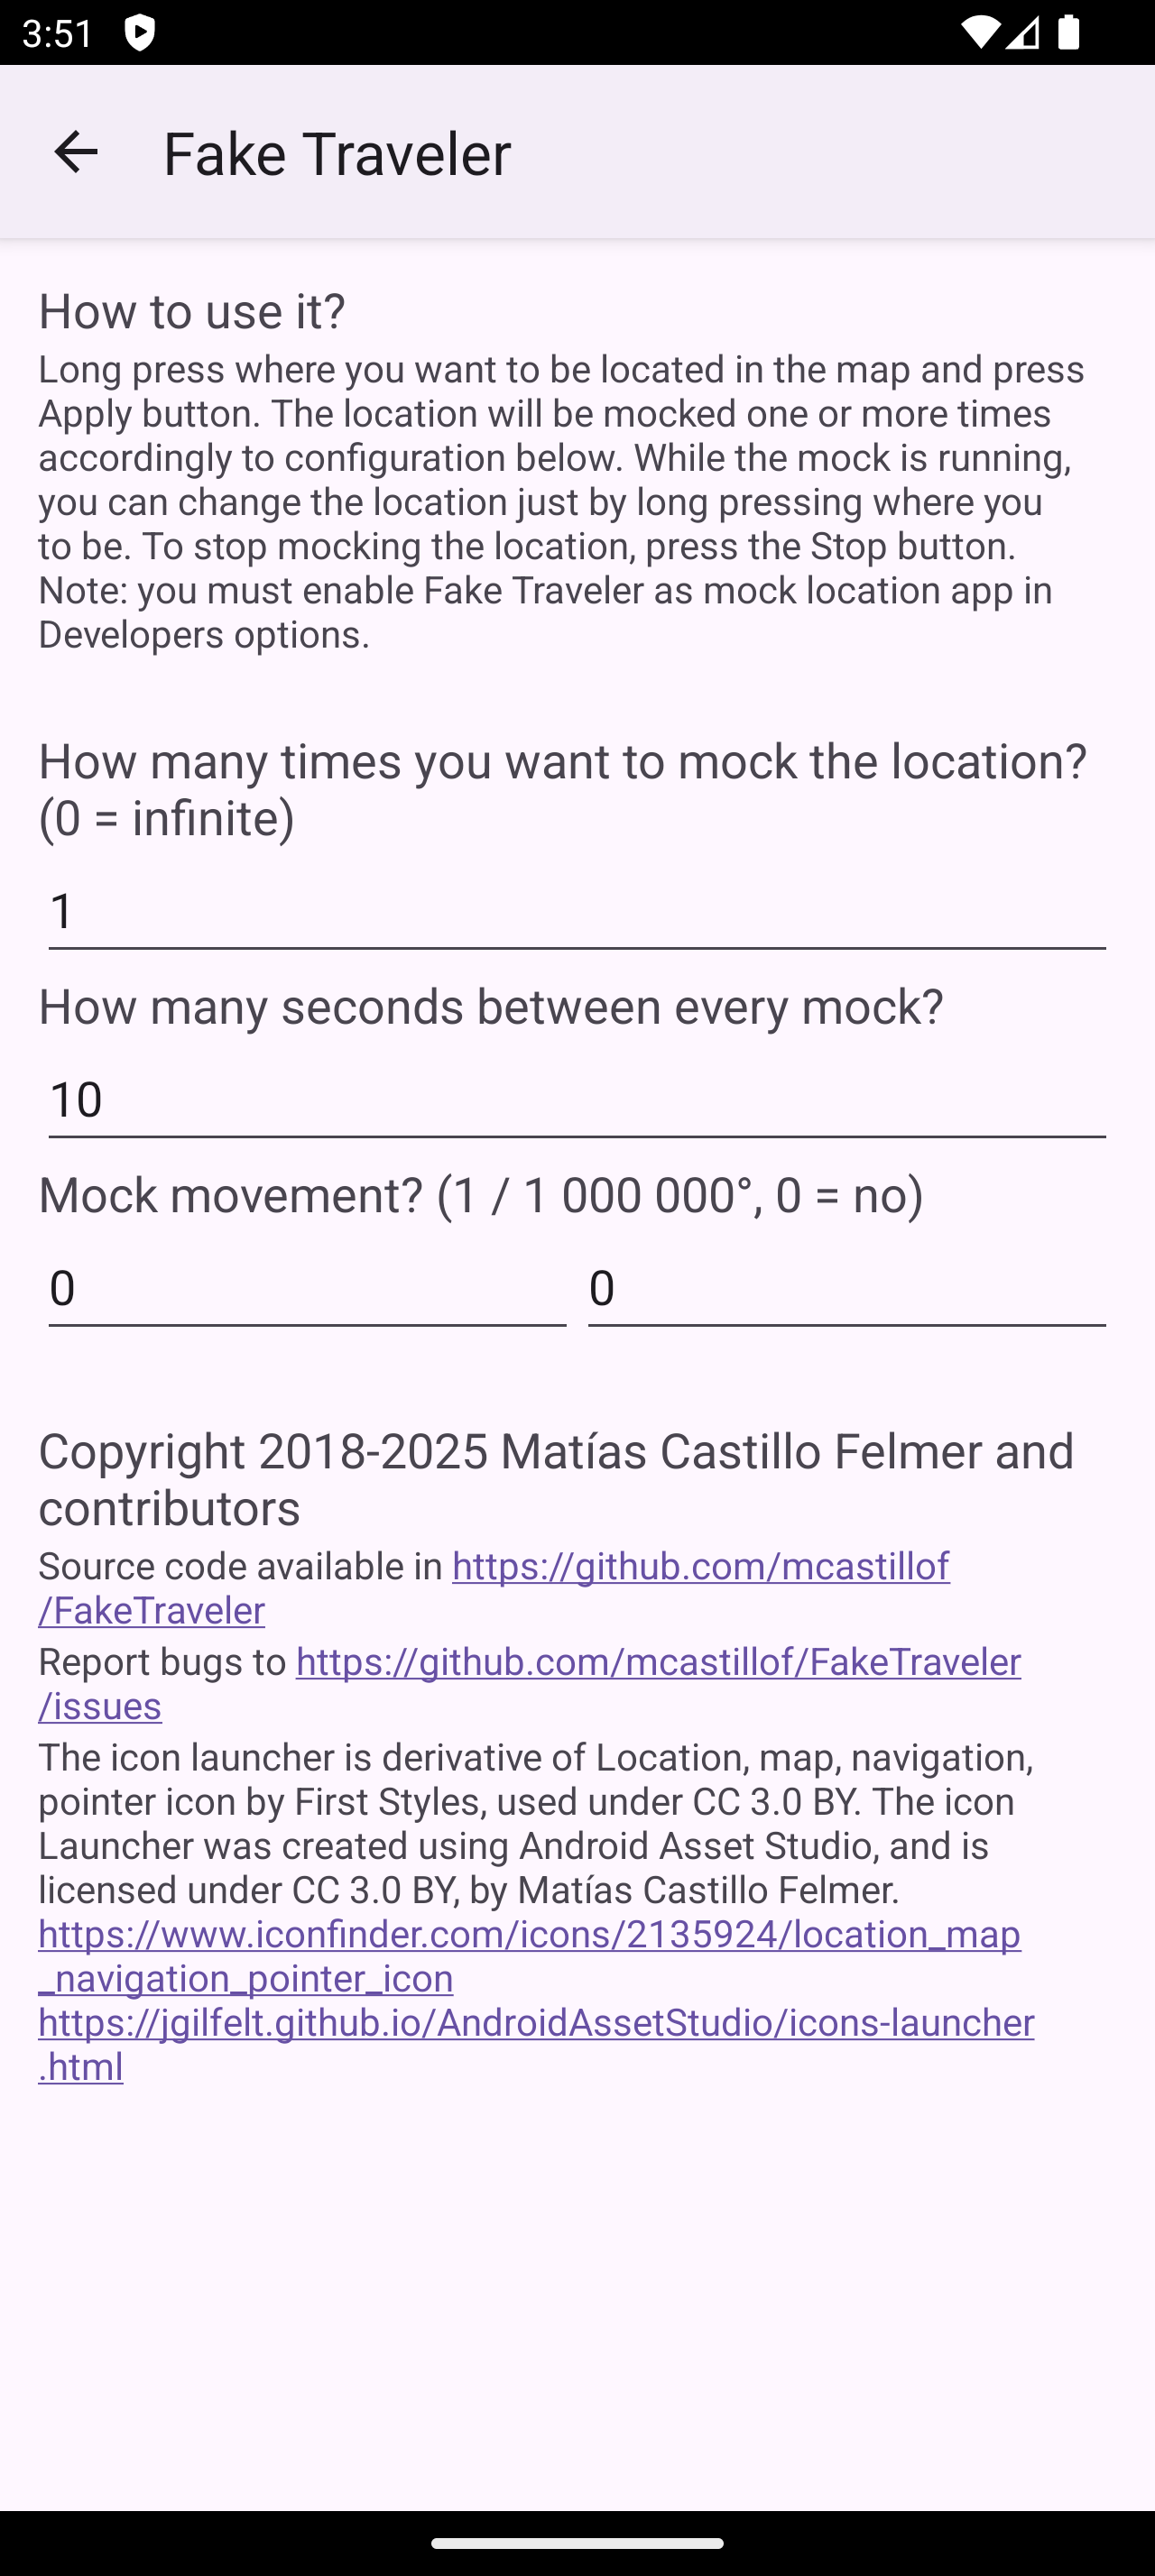 3:51
Fake Traveler
How to use it?
Long press where you want to be located in the map and press
Apply button. The location will be mocked one or more times
accordingly to configuration below. While the mock is running,
you can change the location just by long pressing where you
to be. To stop mocking the location, press the Stop button.
Note: you must enable Fake Traveler as mock location app in
Developers options.
How many times you want to mock the location?
(0 = infinite)
1
How many seconds between every mock?
10
Mock movement? (1 / 1 000 000°, 0 = no)
0 0
Copyright 2018-2025 Matías Castillo Felmer and
contributors
Source code available in https://github.com/mcastillof
/FakeTraveler
Report bugs to https://github.com/mcastillof/FakeTraveler
/issues
The icon launcher is derivative of Location, map, navigation,
pointer icon by First Styles, used under CC 3.0 BY. The icon
Launcher was created using Android Asset Studio, and is
licensed under CC 3.0 BY, by Matías Castillo Felmer.
https://www.iconfinder.com/icons/2135924/location_map
_navigation_pointer_icon
https://jgilfelt.github.io/AndroidAssetStudio/icons-launcher
.html